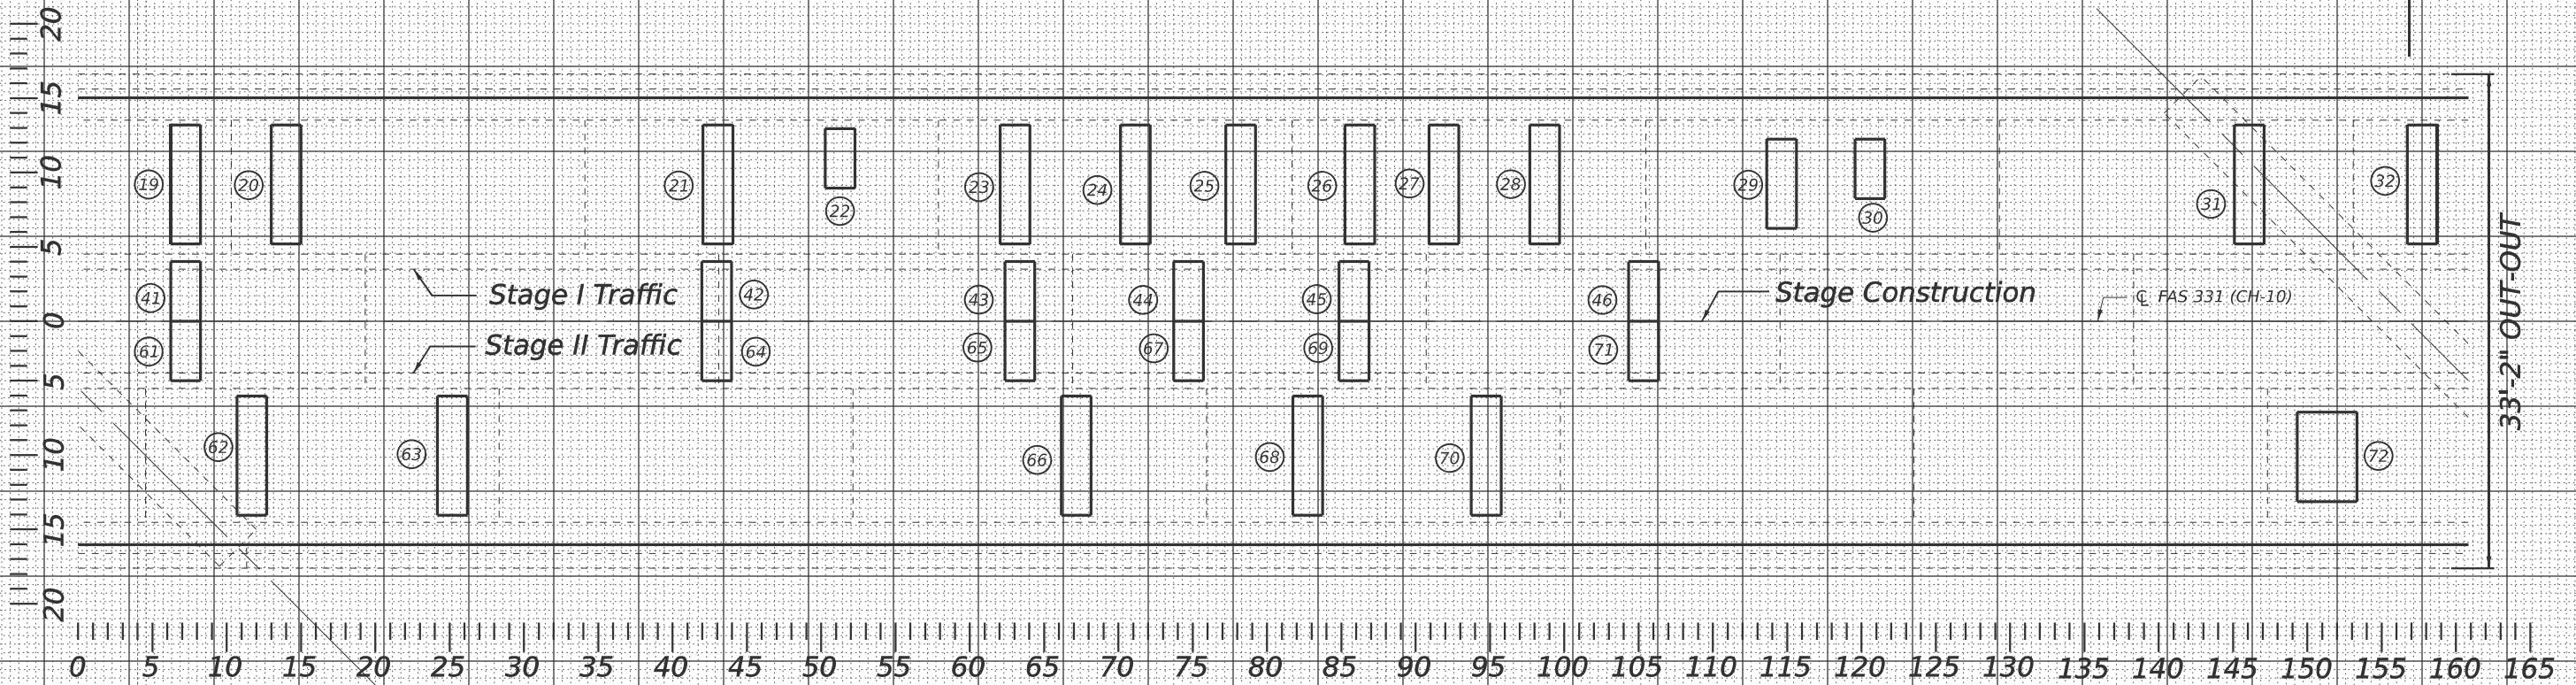 20
15
19 20 21 22 23 24 25 26 27 28 29 30 31 32
10
5
41 Stage I Traffic 42 43 44 45 46 Stage Construction ℄ FAS 331 (CH-10)
0
61 Stage II Traffic 64 65 67 69 71
33'-2" OUT-OUT
5
62 63 66 68 70 72
10
15
20
0 5 10 15 20 25 30 35 40 45 50 55 60 65 70 75 80 85 90 95 100 105 110 115 120 125 130 135 140 145 150 155 160 165